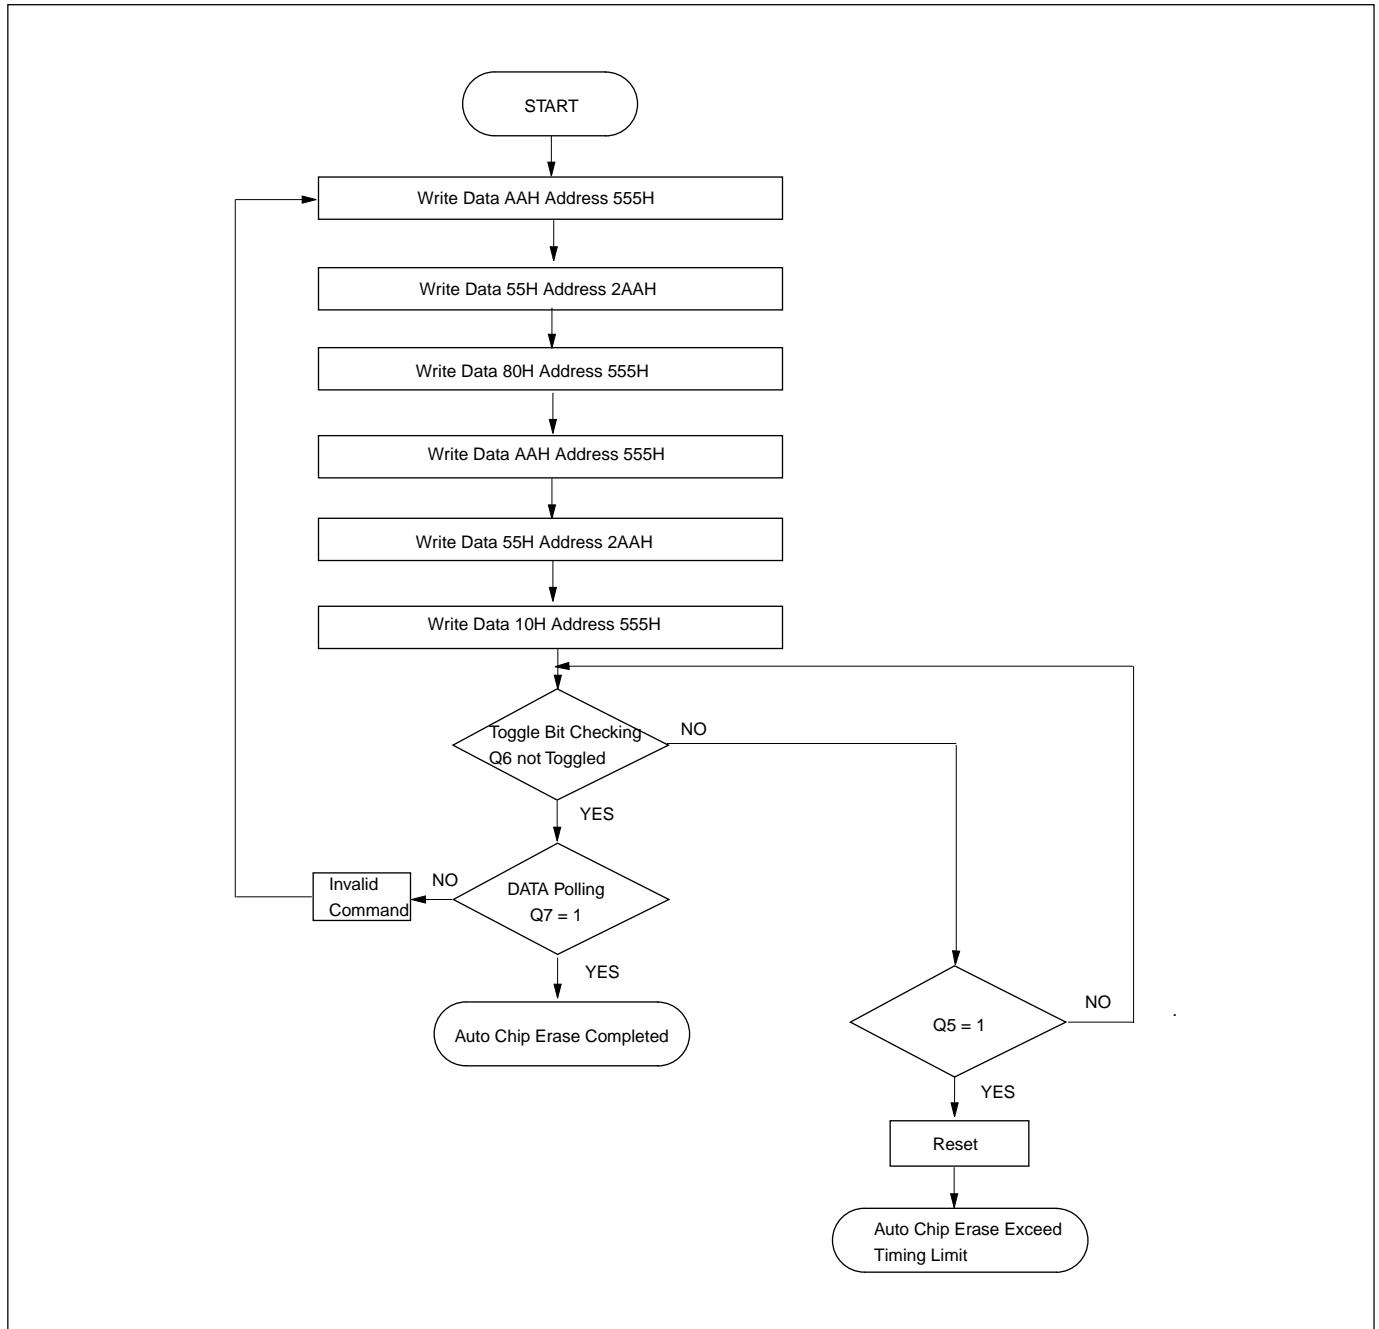 START
Write Data AAH Address 555H
Write Data 55H Address 2AAH
Write Data 80H Address 555H
Write Data AAH Address 555H
Write Data 55H Address 2AAH
Write Data 10H Address 555H
Toggle Bit Checking
Q6 not Toggled
NO
YES
Invalid
Command
NO
DATA Polling
Q7 = 1
YES
Auto Chip Erase Completed
Q5 = 1
NO
.
YES
Reset
Auto Chip Erase Exceed
Timing Limit